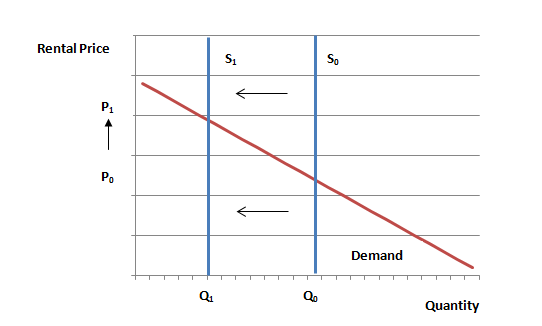 Rental Price
S₁
S₀
P₁
P₀
Demand
Q₁
Q₀
Quantity